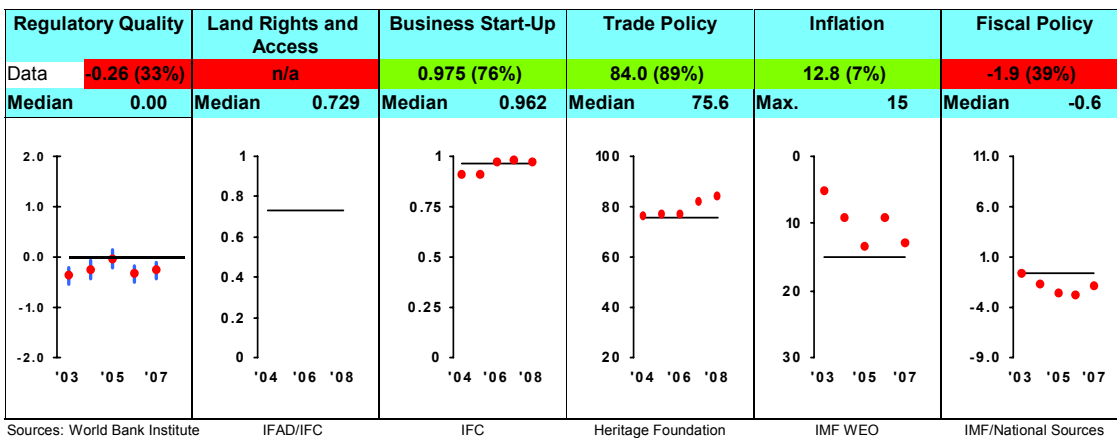 Regulatory Quality
Land Rights and Access
Business Start-Up
Trade Policy
Inflation
Fiscal Policy
Data -0.26 (33%)
n/a
0.975 (76%)
84.0 (89%)
12.8 (7%)
-1.9 (39%)
Median 0.00
Median 0.729
Median 0.962
Median 75.6
Max. 15
Median -0.6
2.0
1.0
0.0
-1.0
-2.0
'03 '05 '07
1
0.8
0.6
0.4
0.2
0
'04 '06 '08
1
0.75
0.5
0.25
0
'04 '06 '08
100
80
60
40
20
'04 '06 '08
0
10
20
30
'03 '05 '07
11.0
6.0
1.0
-4.0
-9.0
'03 '05 '07
Sources: World Bank Institute
IFAD/IFC
IFC
Heritage Foundation
IMF WEO
IMF/National Sources